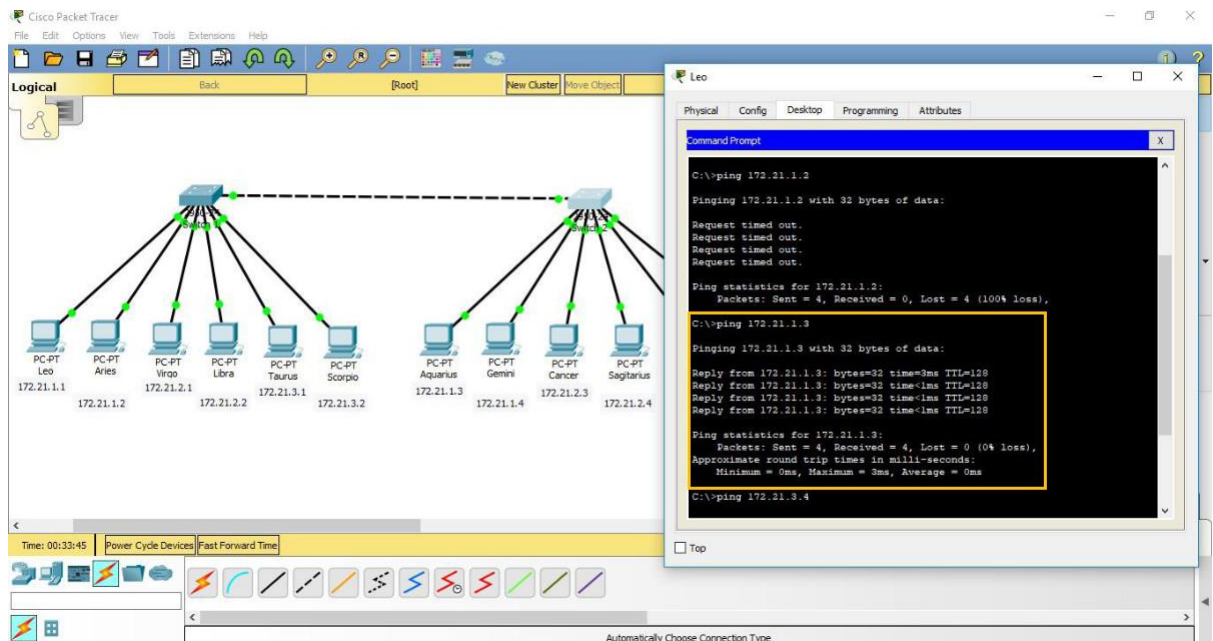 Cisco Packet Tracer
File Edit Options View Tools Extensions Help
Logical
Back
[Root]
New Cluster
Move Object
PC-PT
Leo
172.21.1.1
PC-PT
Aries
172.21.1.2
PC-PT
Virgo
172.21.2.1
PC-PT
Libra
172.21.2.2
PC-PT
Taurus
172.21.3.1
PC-PT
Scorpio
172.21.3.2
PC-PT
Aquarius
172.21.1.3
PC-PT
Gemini
172.21.1.4
PC-PT
Cancer
172.21.2.3
PC-PT
Sagitarius
172.21.2.4
Leo
Physical Config Desktop Programming Attributes
Command Prompt
X
C:\>ping 172.21.1.2
Pinging 172.21.1.2 with 32 bytes of data:
Request timed out.
Request timed out.
Request timed out.
Request timed out.
Ping statistics for 172.21.1.2:
Packets: Sent = 4, Received = 0, Lost = 4 (100% loss),
C:\>ping 172.21.1.3
Pinging 172.21.1.3 with 32 bytes of data:
Reply from 172.21.1.3: bytes=32 time=3ms TTL=128
Reply from 172.21.1.3: bytes=32 time<1ms TTL=128
Reply from 172.21.1.3: bytes=32 time<1ms TTL=128
Reply from 172.21.1.3: bytes=32 time<1ms TTL=128
Ping statistics for 172.21.1.3:
Packets: Sent = 4, Received = 4, Lost = 0 (0% loss),
Approximate round trip times in milli-seconds:
Minimum = 0ms, Maximum = 3ms, Average = 0ms
C:\>ping 172.21.3.4
Top
Time: 00:33:45
Power Cycle Devices
Fast Forward Time
Automatically Choose Connection Type